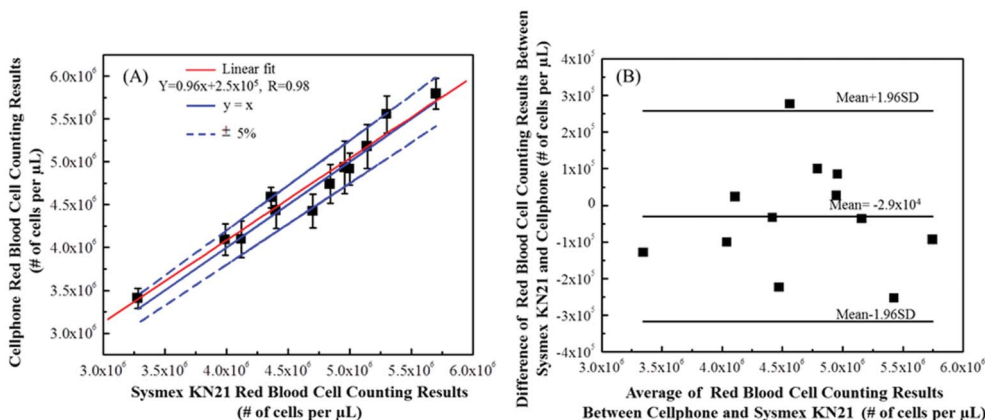 Cellphone Red Blood Cell Counting Results
(# of cells per μL)
(A)
Linear fit
Y=0.96x+2.5x10⁵, R=0.98
y = x
± 5%
6.0x10⁶
5.5x10⁶
5.0x10⁶
4.5x10⁶
4.0x10⁶
3.5x10⁶
3.0x10⁶
3.0x10⁶ 4.0x10⁶ 4.5x10⁶ 5.0x10⁶ 5.5x10⁶ 6.0x10⁶
Sysmex KN21 Red Blood Cell Counting Results
(# of cells per μL)
Difference of Red Blood Cell Counting Results Between
Sysmex KN21 and Cellphone (# of cells per μL)
(B)
4x10⁵
3x10⁵
2x10⁵
1x10⁵
0
-1x10⁵
-2x10⁵
-3x10⁵
-4x10⁵
Mean+1.96SD
Mean= -2.9x10⁴
Mean-1.96SD
3.0x10⁶ 3.5x10⁶ 4.0x10⁶ 4.5x10⁶ 5.0x10⁶ 5.5x10⁶ 6.0x10⁶
Average of Red Blood Cell Counting Results
Between Cellphone and Sysmex KN21 (# of cells per μL)